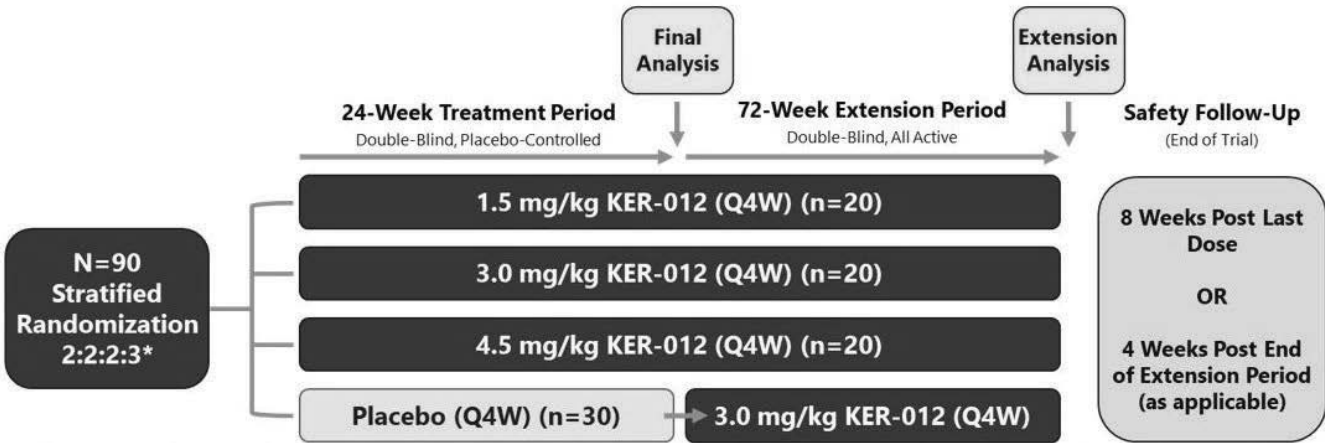 Final
Analysis
Extension
Analysis
24-Week Treatment Period
Double-Blind, Placebo-Controlled
72-Week Extension Period
Double-Blind, All Active
Safety Follow-Up
(End of Trial)
N=90
Stratified
Randomization
2:2:2:3*
1.5 mg/kg KER-012 (Q4W) (n=20)
3.0 mg/kg KER-012 (Q4W) (n=20)
4.5 mg/kg KER-012 (Q4W) (n=20)
Placebo (Q4W) (n=30)
3.0 mg/kg KER-012 (Q4W)
8 Weeks Post Last
Dose
OR
4 Weeks Post End
of Extension Period
(as applicable)